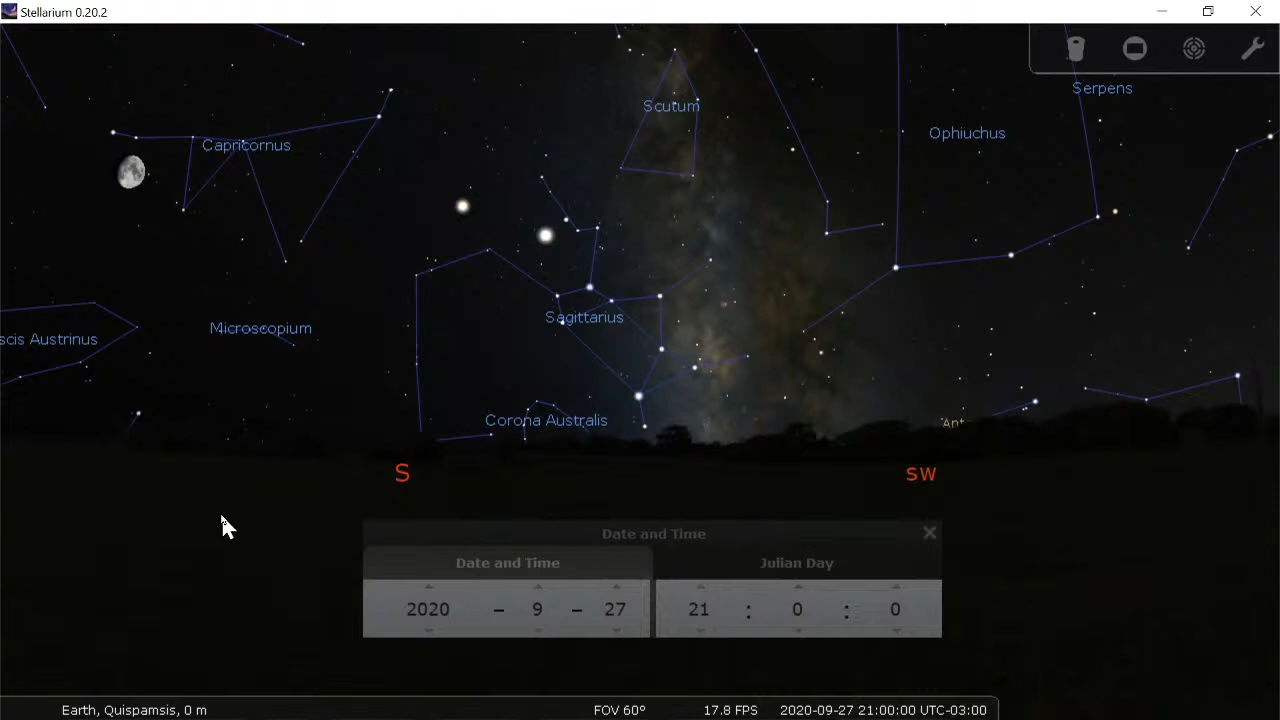 Stellarium 0.20.2
Scutum
Serpens
Ophiuchus
Capricornus
Sagittarius
Microscopium
scis Austrinus
Corona Australis
Ant
S
SW
Date and Time
Date and Time
Julian Day
2020 - 9 - 27
21 : 0 : 0
Earth, Quispamsis, 0 m
FOV 60°
17.8 FPS
2020-09-27 21:00:00 UTC-03:00